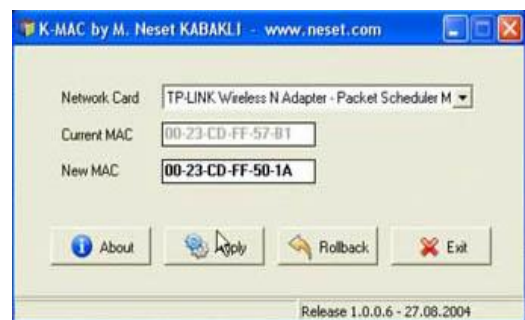 K-MAC by M. Neset KABAKLI - www.neset.com
Network Card TP-LINK Wireless N Adapter - Packet Scheduler M
Current MAC 00-23-CD-FF-57-B1
New MAC 00-23-CD-FF-50-1A
About Apply Rollback Exit
Release 1.0.0.6 - 27.08.2004